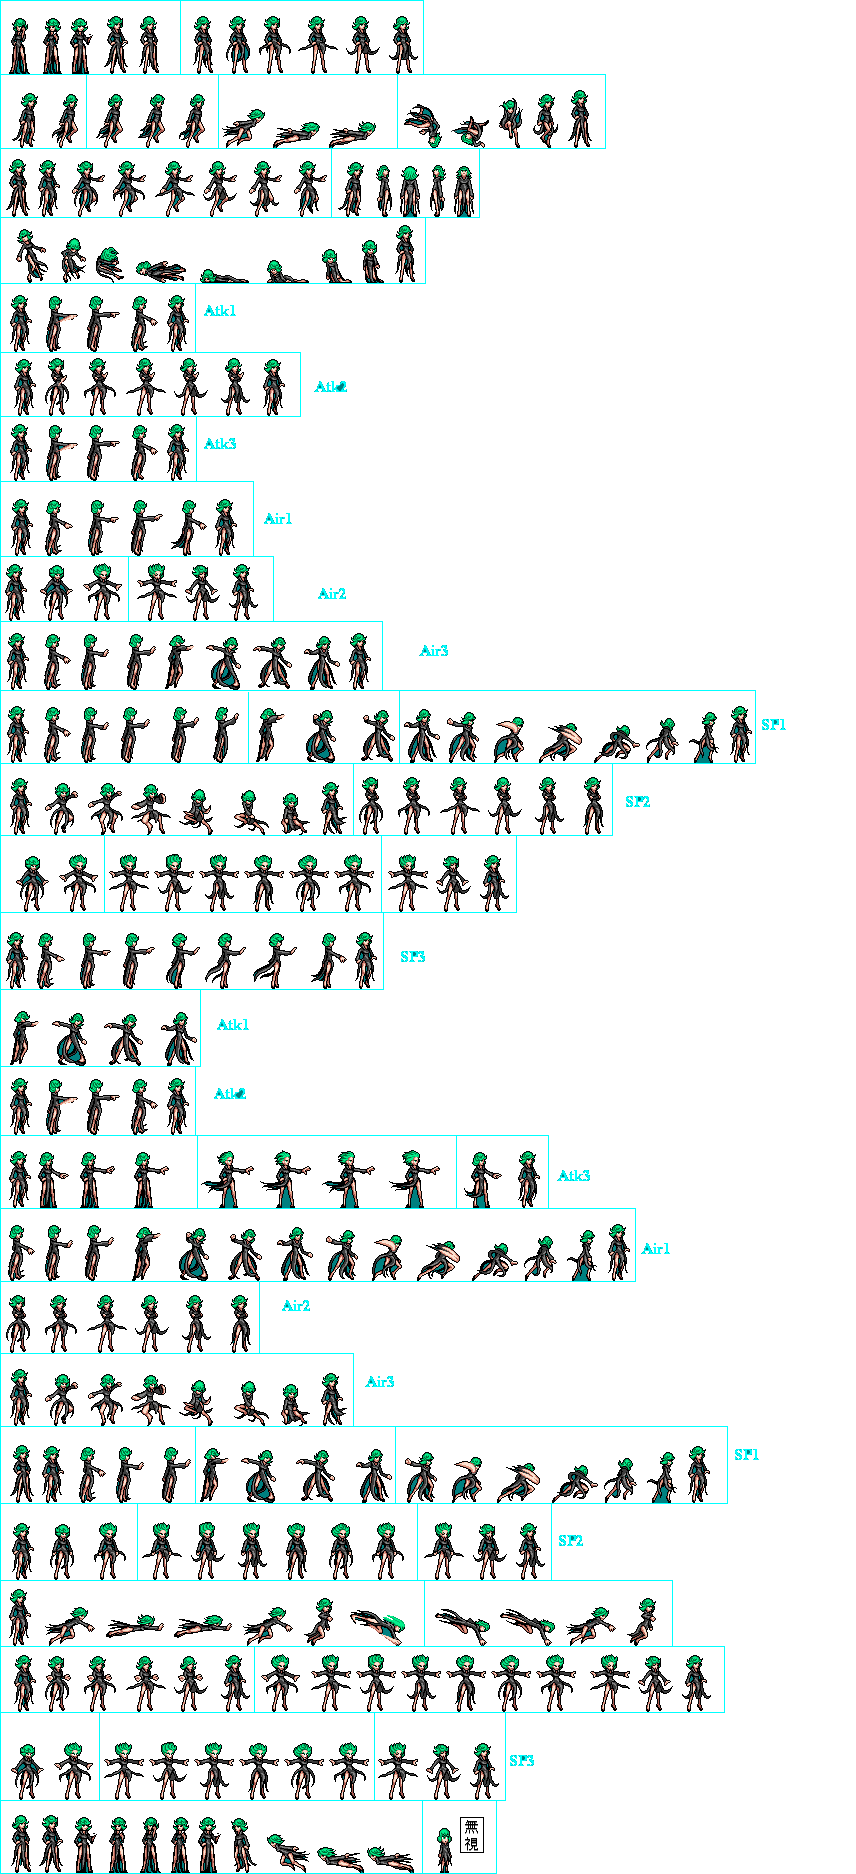 Atk1
Atk2
Atk3
Air1
Air2
Air3
SP1
SP2
SP3
Atk1
Atk2
Atk3
Air1
Air2
Air3
SP1
SP2
SP3
無
視